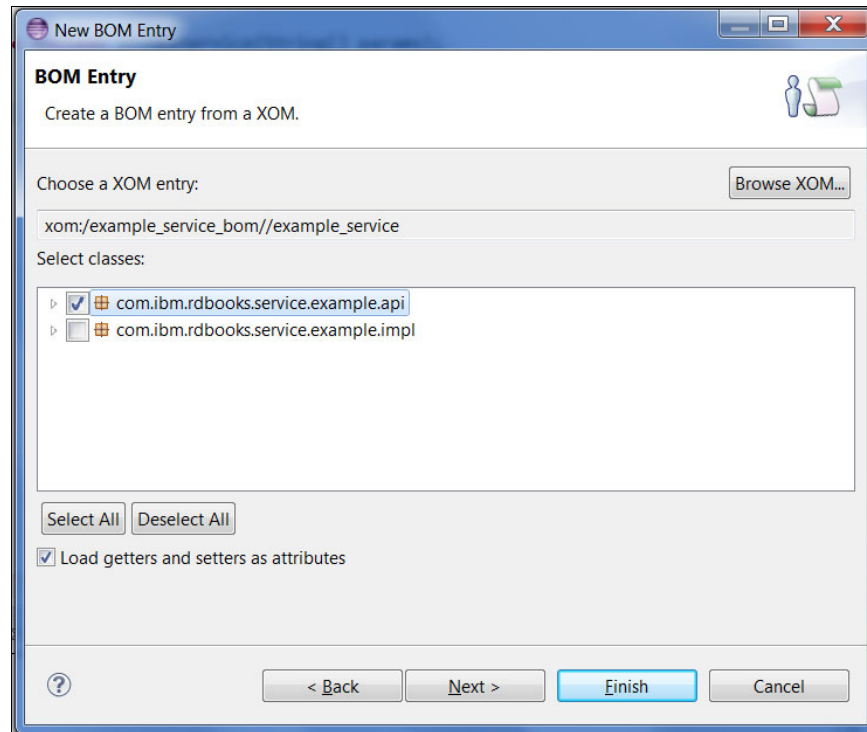 New BOM Entry
BOM Entry
Create a BOM entry from a XOM.
Choose a XOM entry:
Browse XOM...
xom:/example_service_bom//example_service
Select classes:
com.ibm.rdbooks.service.example.api
com.ibm.rdbooks.service.example.impl
Select All Deselect All
Load getters and setters as attributes
? < Back Next > Finish Cancel